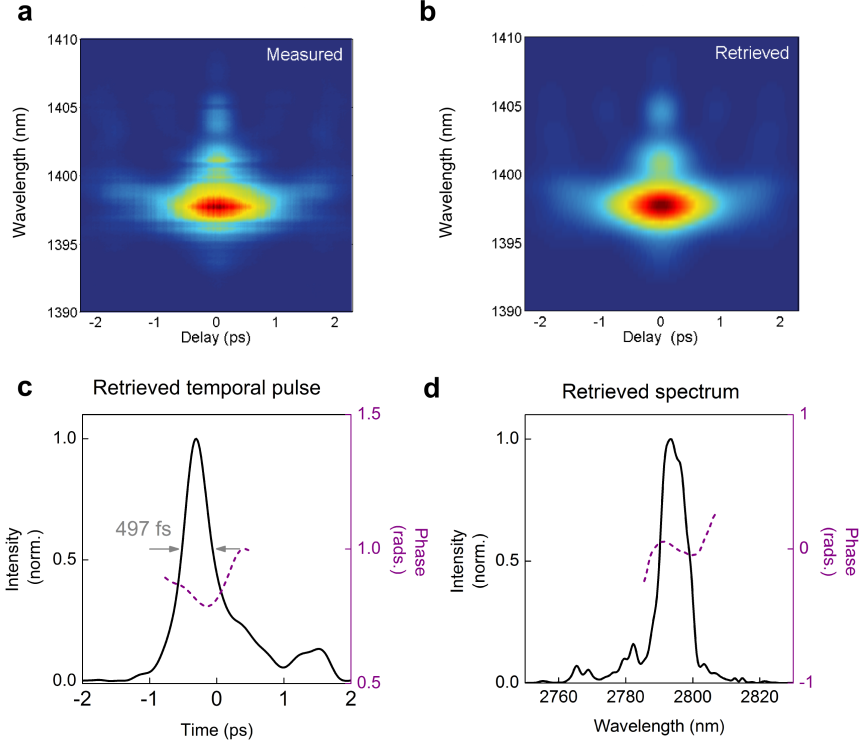 a
Measured
Wavelength (nm)
1410
1405
1400
1395
1390
-2 -1 0 1 2
Delay (ps)
b
Retrieved
Wavelength (nm)
1410
1405
1400
1395
1390
-2 -1 0 1 2
Delay (ps)
c
Retrieved temporal pulse
Intensity
(norm.)
1.0
0.5
0.0
497 fs
1.5
1.0
0.5
Phase
(rads.)
-2 -1 0 1 2
Time (ps)
d
Retrieved spectrum
Intensity
(norm.)
1.0
0.5
0.0
1
0
-1
Phase
(rads.)
2760 2780 2800 2820
Wavelength (nm)